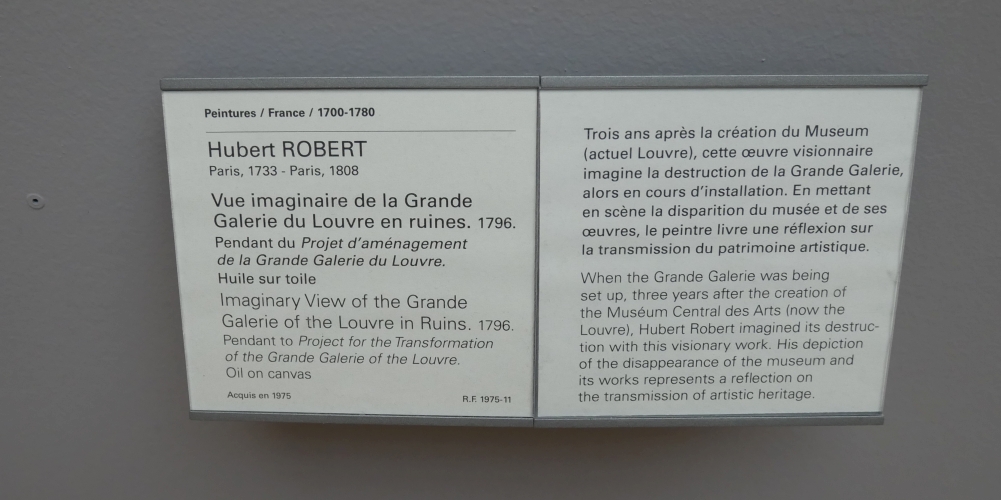 Peintures / France / 1700-1780
Hubert ROBERT
Paris, 1733 - Paris, 1808
Vue imaginaire de la Grande
Galerie du Louvre en ruines. 1796.
Pendant du Projet d'aménagement
de la Grande Galerie du Louvre.
Huile sur toile
Imaginary View of the Grande
Galerie of the Louvre in Ruins. 1796.
Pendant to Project for the Transformation
of the Grande Galerie of the Louvre.
Oil on canvas
Acquis en 1975
R.F. 1975-11
Trois ans après la création du Museum
(actuel Louvre), cette œuvre visionnaire
imagine la destruction de la Grande Galerie,
alors en cours d'installation. En mettant
en scène la disparition du musée et de ses
œuvres, le peintre livre une réflexion sur
la transmission du patrimoine artistique.
When the Grande Galerie was being
set up, three years after the creation of
the Muséum Central des Arts (now the
Louvre), Hubert Robert imagined its destruc-
tion with this visionary work. His depiction
of the disappearance of the museum and
its works represents a reflection on
the transmission of artistic heritage.